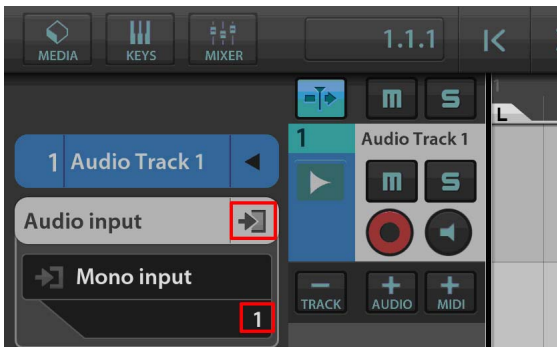 MEDIA
KEYS
MIXER
1.1.1
m S
1
L
1 Audio Track 1
1
Audio Track 1
m S
Audio input
Mono input
1
TRACK
AUDIO
MIDI